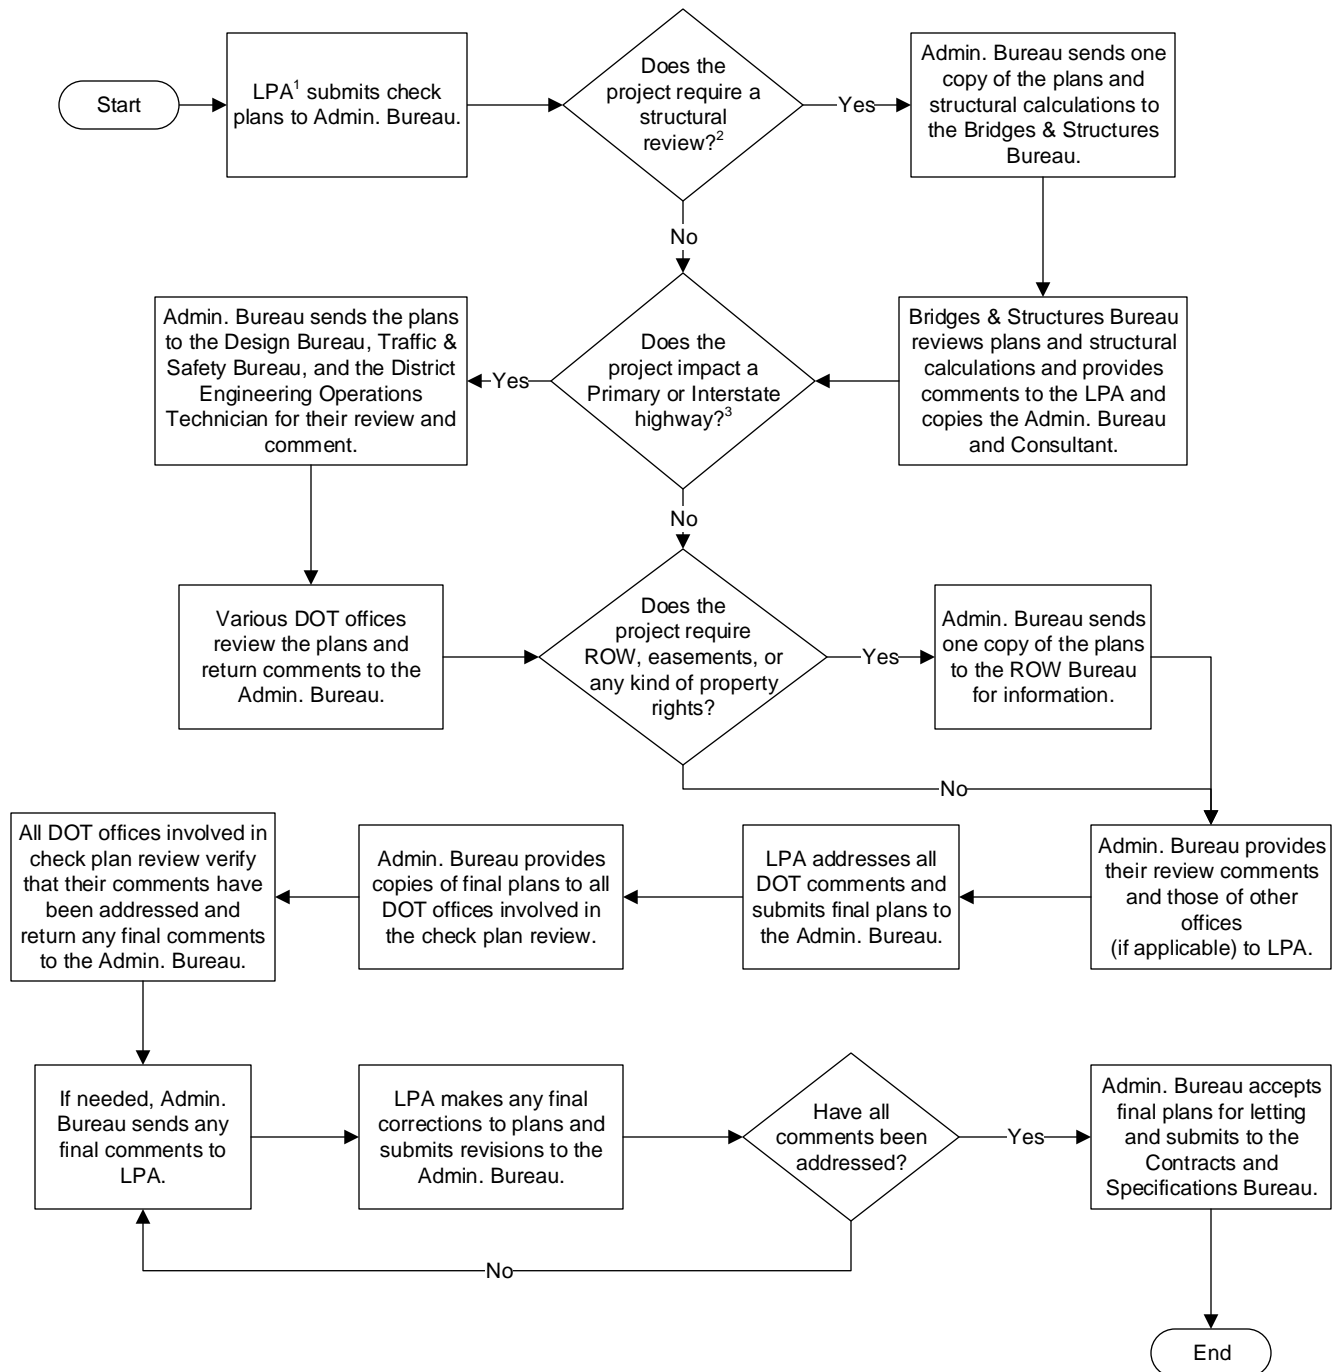 Start
LPA¹ submits check
plans to Admin. Bureau.
Does the
project require a
structural
review?²
Yes
Admin. Bureau sends one
copy of the plans and
structural calculations to
the Bridges & Structures
Bureau.
No
Admin. Bureau sends the plans
to the Design Bureau, Traffic &
Safety Bureau, and the District
Engineering Operations
Technician for their review and
comment.
Yes
Does the
project impact a
Primary or Interstate
highway?³
Bridges & Structures Bureau
reviews plans and structural
calculations and provides
comments to the LPA and
copies the Admin. Bureau
and Consultant.
No
Various DOT offices
review the plans and
return comments to the
Admin. Bureau.
Does the
project require
ROW, easements, or
any kind of property
rights?
Yes
Admin. Bureau sends
one copy of the plans
to the ROW Bureau
for information.
No
All DOT offices involved in
check plan review verify
that their comments have
been addressed and
return any final comments
to the Admin. Bureau.
Admin. Bureau provides
copies of final plans to all
DOT offices involved in
the check plan review.
LPA addresses all
DOT comments and
submits final plans to
the Admin. Bureau.
Admin. Bureau provides
their review comments
and those of other
offices
(if applicable) to LPA.
If needed, Admin.
Bureau sends any
final comments to
LPA.
LPA makes any final
corrections to plans and
submits revisions to the
Admin. Bureau.
Have all
comments been
addressed?
Yes
Admin. Bureau accepts
final plans for letting
and submits to the
Contracts and
Specifications Bureau.
No
End